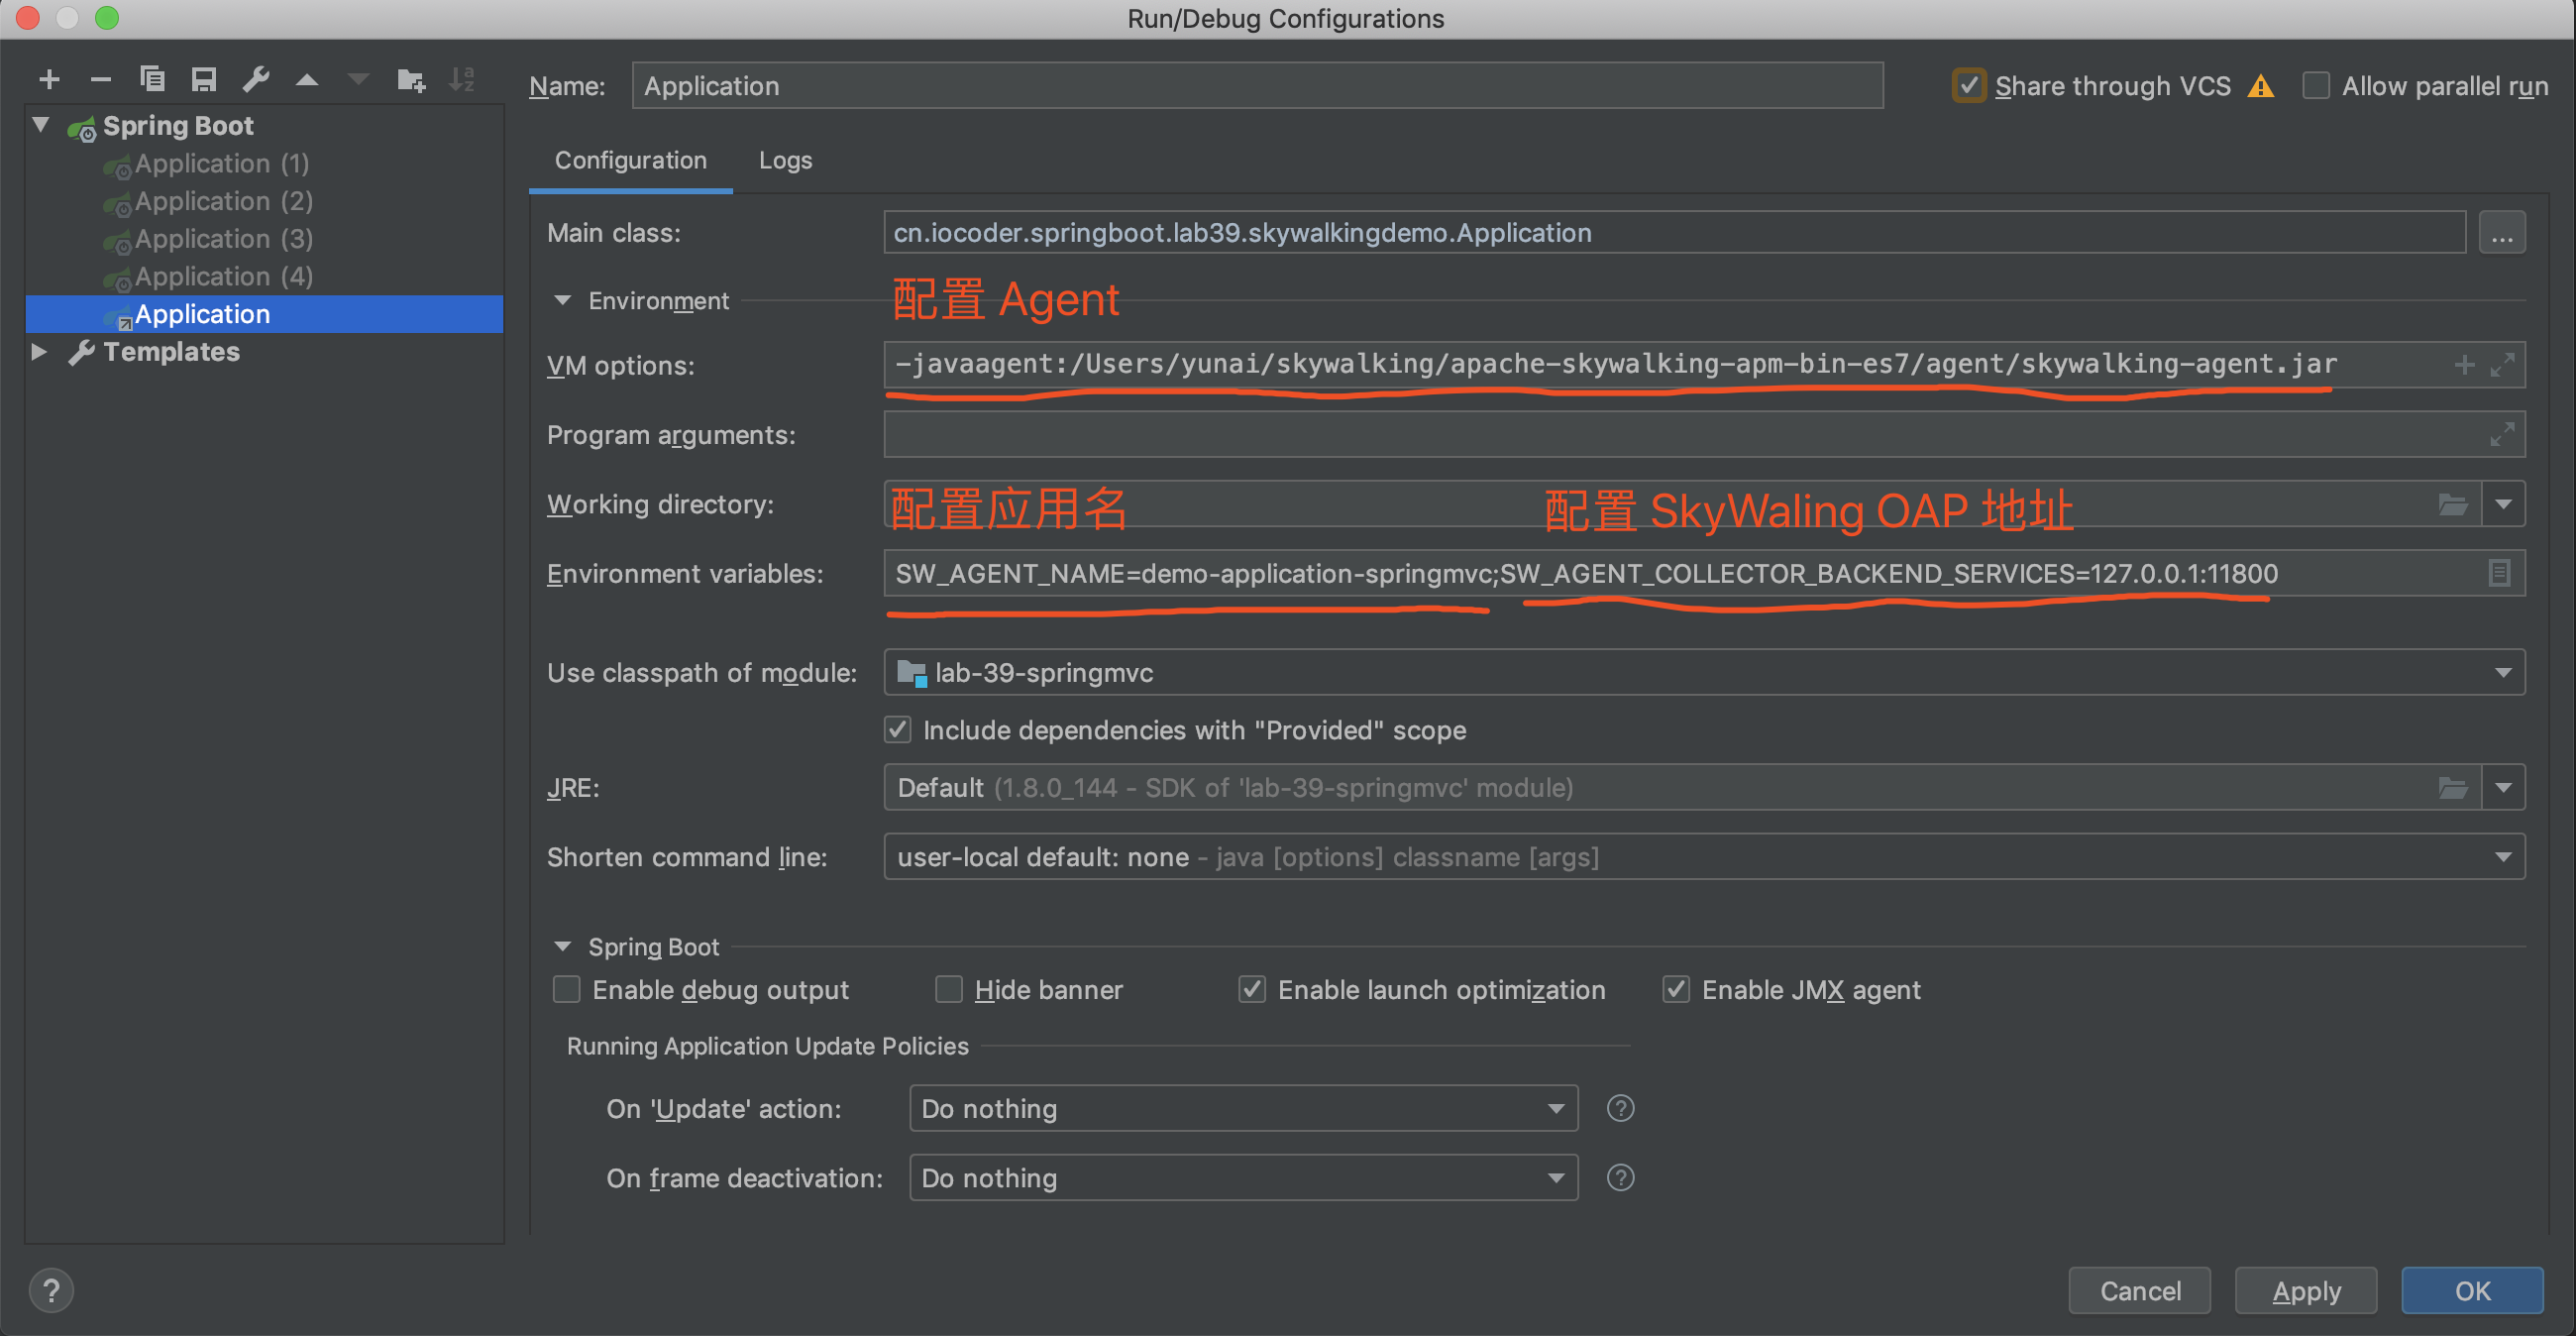 Run/Debug Configurations
Name: Application Share through VCS Allow parallel run
Spring Boot
Application (1)
Application (2)
Application (3)
Application (4)
Application
Templates
Configuration Logs
Main class: cn.iocoder.springboot.lab39.skywalkingdemo.Application ...
Environment 配置 Agent
VM options: -javaagent:/Users/yunai/skywalking/apache-skywalking-apm-bin-es7/agent/skywalking-agent.jar
Program arguments:
Working directory: 配置应用名 配置 SkyWaling OAP 地址
Environment variables: SW_AGENT_NAME=demo-application-springmvc;SW_AGENT_COLLECTOR_BACKEND_SERVICES=127.0.0.1:11800
Use classpath of module: lab-39-springmvc
Include dependencies with "Provided" scope
JRE: Default (1.8.0_144 - SDK of 'lab-39-springmvc' module)
Shorten command line: user-local default: none - java [options] classname [args]
Spring Boot
Enable debug output Hide banner Enable launch optimization Enable JMX agent
Running Application Update Policies
On 'Update' action: Do nothing ?
On frame deactivation: Do nothing ?
? Cancel Apply OK